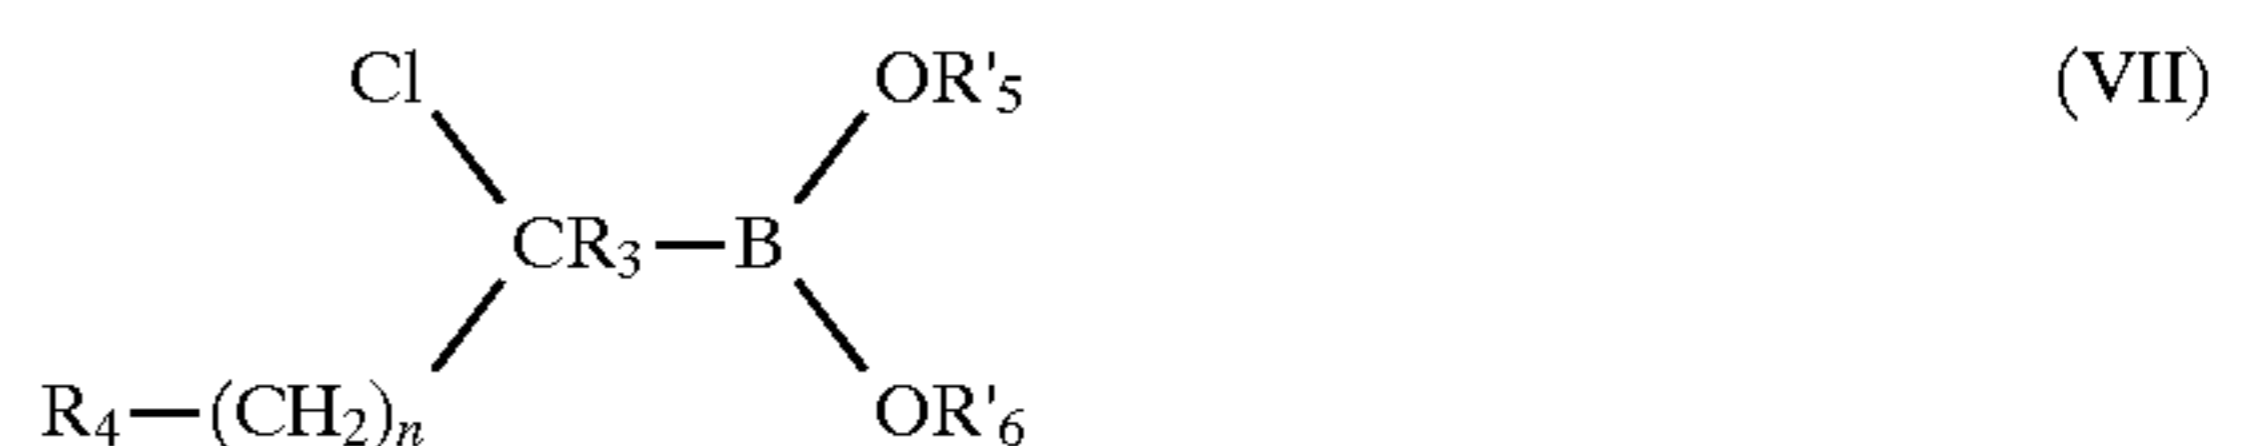 Cl OR'5 (VII)
CR3—B
R4—(CH2)n OR'6